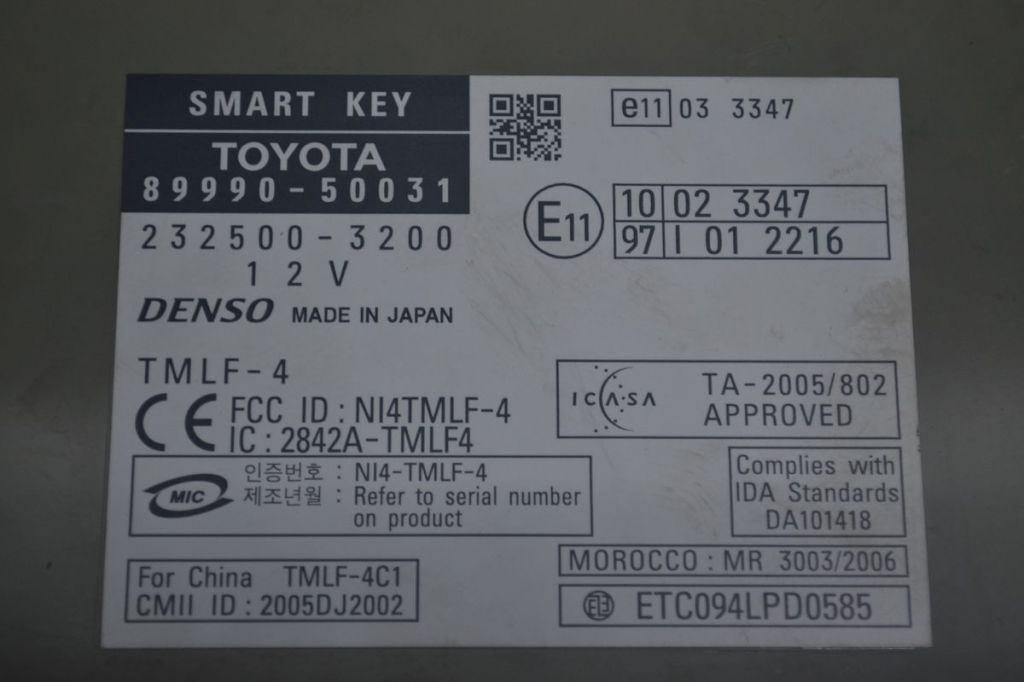 SMART KEY
TOYOTA
89990-50031
232500-3200
12V
DENSO MADE IN JAPAN
e11 03 3347
E11
10 02 3347
97 I 01 2216
TMLF-4
CE FCC ID : NI4TMLF-4
IC : 2842A-TMLF4
MIC 인증번호 : NI4-TMLF-4
제조년월 : Refer to serial number
on product
For China TMLF-4C1
CMII ID : 2005DJ2002
ICASA TA-2005/802
APPROVED
Complies with
IDA Standards
DA101418
MOROCCO : MR 3003/2006
ETC094LPD0585